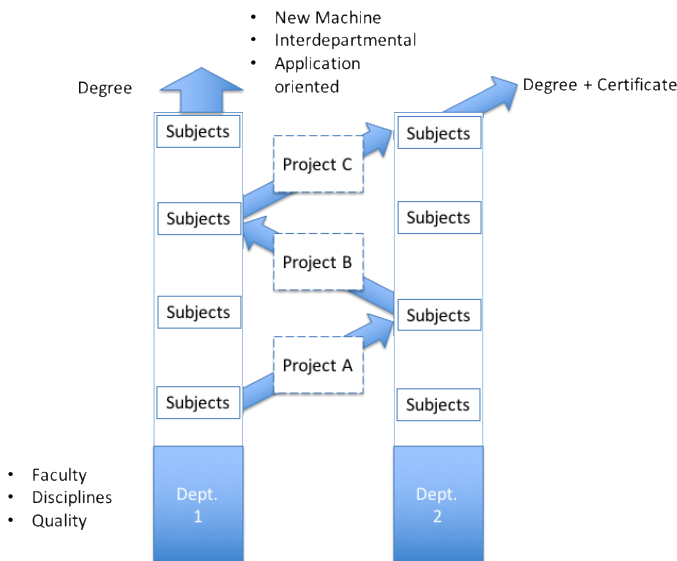 • New Machine
• Interdepartmental
• Application
oriented
Degree
Degree + Certificate
Subjects
Subjects
Project C
Subjects
Subjects
Project B
Subjects
Subjects
Project A
Subjects
Subjects
• Faculty
• Disciplines
• Quality
Dept.
1
Dept.
2